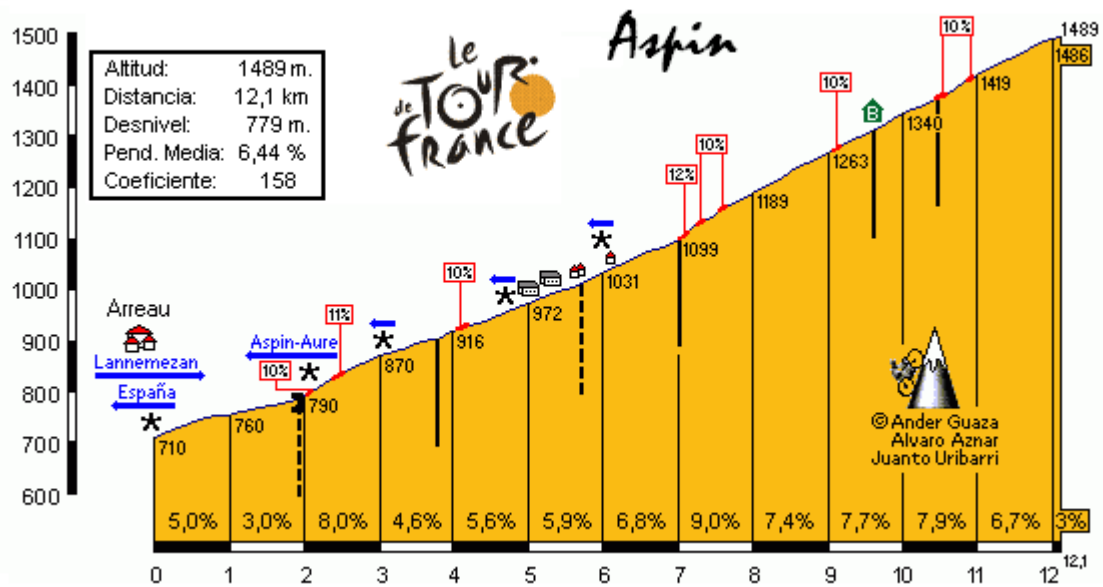 Aspin
Le
TOUR
de
france
Altitud: 1489 m.
Distancia: 12,1 km
Desnivel: 779 m.
Pend. Media: 6,44 %
Coeficiente: 158
1500
1400
1300
1200
1100
1000
900
800
700
600
10%
1489
1486
10%
B
1419
1340
10%
1263
12%
1189
1099
1031
10%
972
Arreau
11%
916
Lannemezan
Aspin-Aure
870
España
10%
790
760
710
© Ander Guaza
Alvaro Aznar
Juanto Uribarri
5,0% 3,0% 8,0% 4,6% 5,6% 5,9% 6,8% 9,0% 7,4% 7,7% 7,9% 6,7% 3%
0 1 2 3 4 5 6 7 8 9 10 11 12 12,1